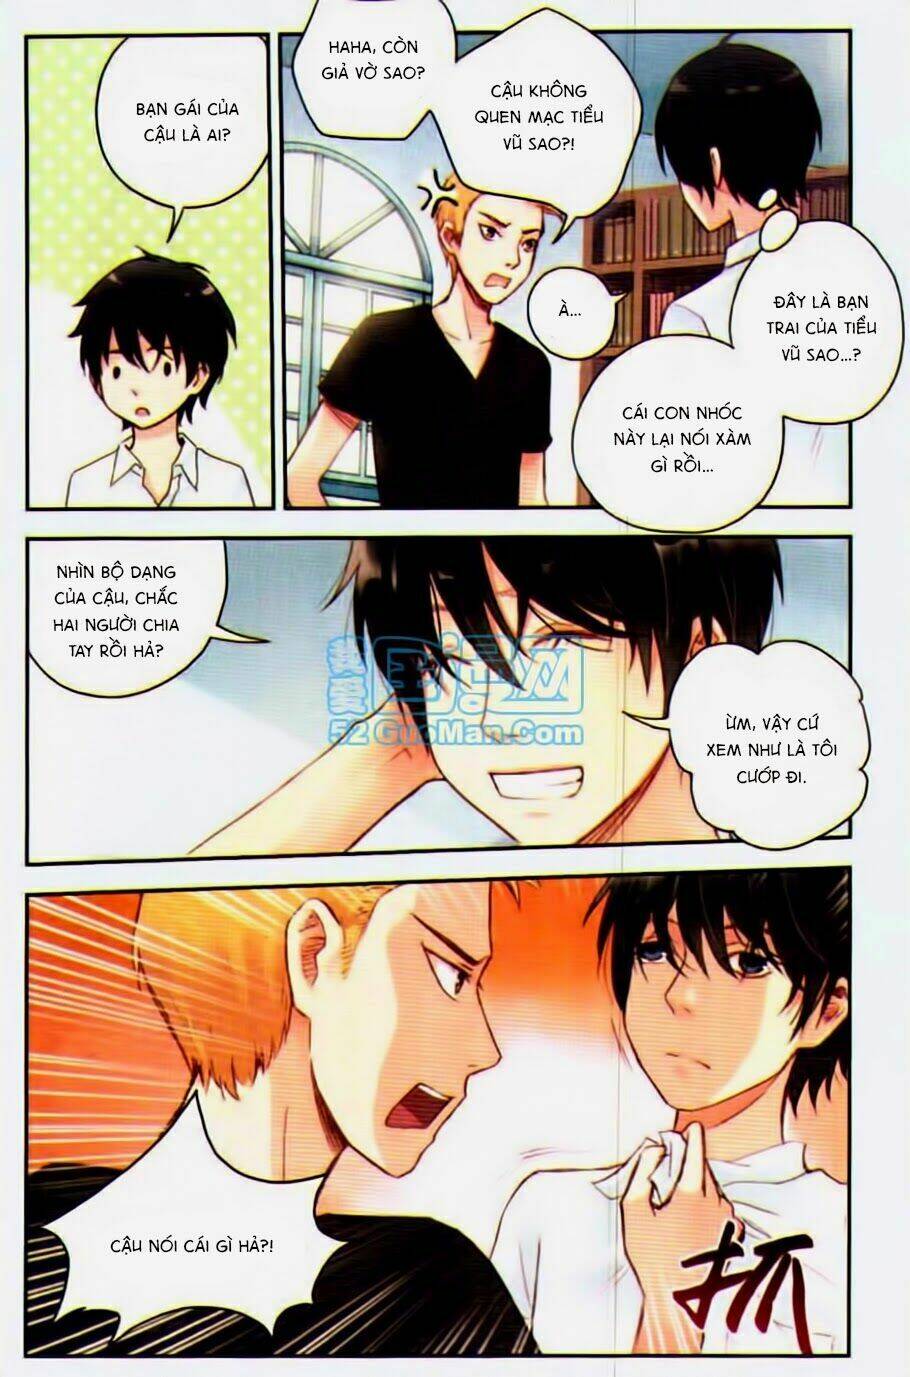 BẠN GÁI CỦA
CẬU LÀ AI?
HAHA, CÒN
GIẢ VỜ SAO?
CẬU KHÔNG
QUEN MẠC TIỂU
VŨ SAO?!
À...
ĐÂY LÀ BẠN
TRAI CỦA TIỂU
VŨ SAO...?
CÁI CON NHÓC
NÀY LẠI NÓI XÀM
GÌ RỒI...
NHÌN BỘ DẠNG
CỦA CẬU, CHẮC
HAI NGƯỜI CHIA
TAY RỒI HẢ?
52 GuoMan.Com
ỪM, VẬY CỨ
XEM NHƯ LÀ TÔI
CƯỚP ĐI.
CẬU NÓI CÁI GÌ HẢ?!
抓